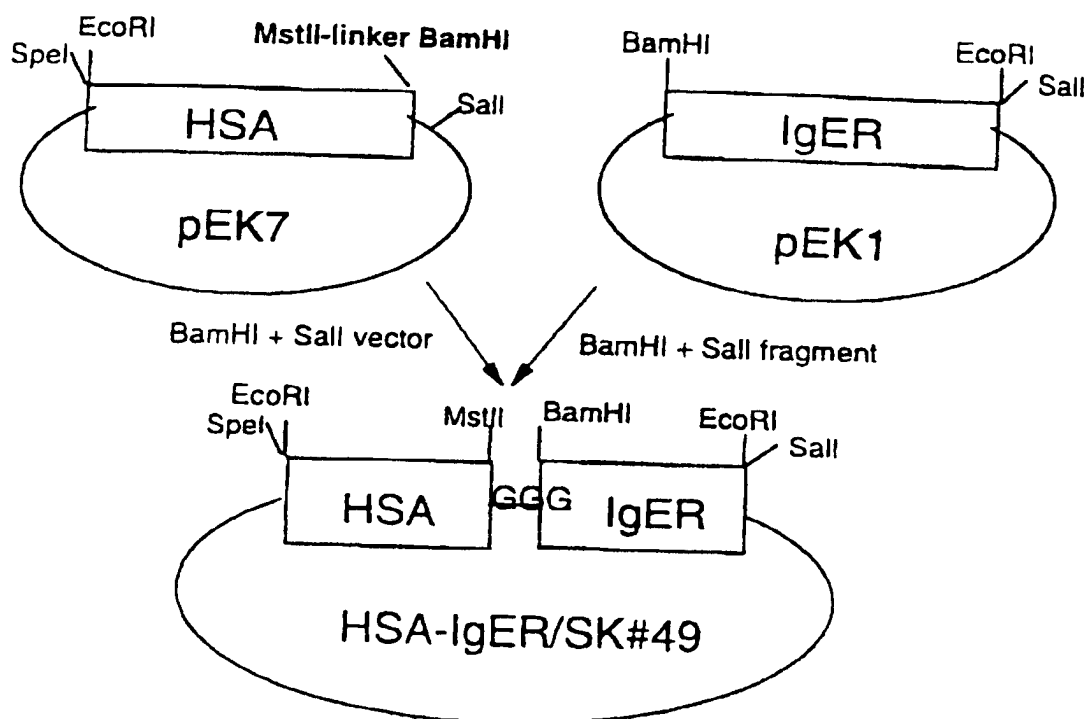 EcoRI
SpeI
MstII-linker BamHI
SalI
HSA
pEK7
BamHI
EcoRI
SalI
IgER
pEK1
BamHI + SalI vector
BamHI + SalI fragment
EcoRI
SpeI
MstII
BamHI
EcoRI
SalI
HSA
GGG
IgER
HSA-IgER/SK#49